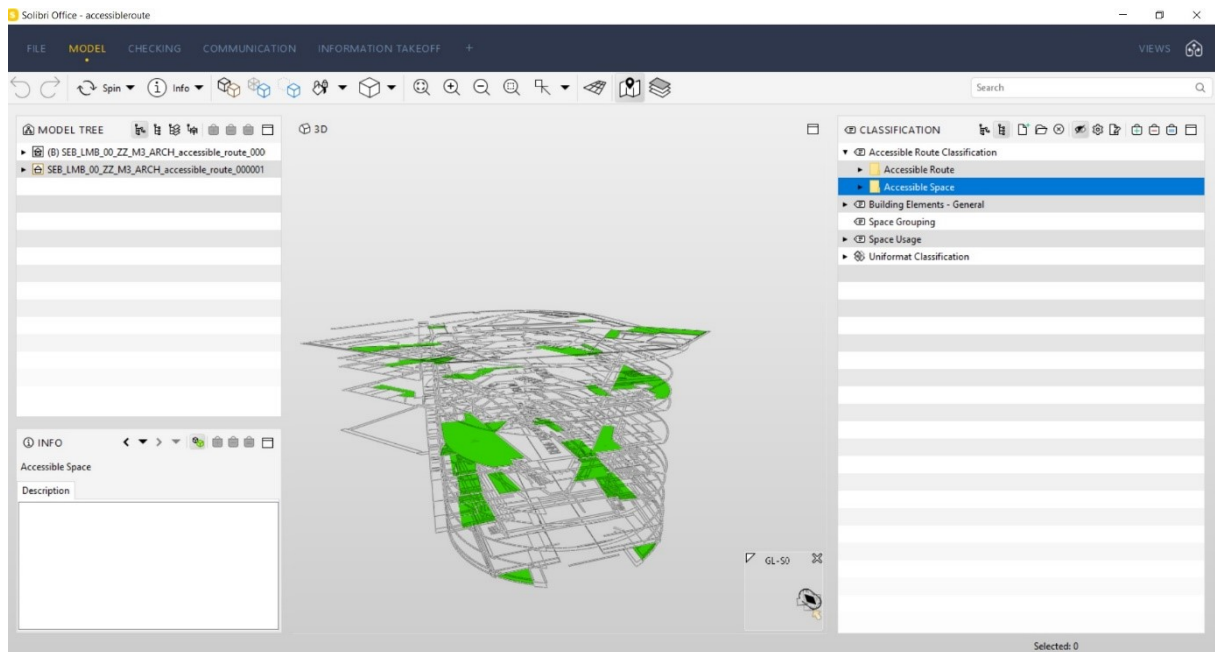 Solibri Office - accessibleroute
FILE MODEL CHECKING COMMUNICATION INFORMATION TAKEOFF + VIEWS
Spin Info Search
MODEL TREE
(B) SEB_LMB_00_ZZ_M3_ARCH_accessible_route_000
SEB_LMB_00_ZZ_M3_ARCH_accessible_route_000001
3D
CLASSIFICATION
Accessible Route Classification
Accessible Route
Accessible Space
Building Elements - General
Space Grouping
Space Usage
Uniformat Classification
INFO
Accessible Space
Description
GL-S0
Selected: 0